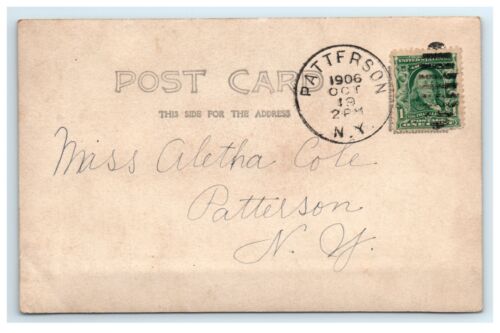 POST CARD
THIS SIDE FOR THE ADDRESS
PATTERSON
1906
OCT
19
2 PM
N.Y.
Miss Aletha Cole
Patterson
N. Y.